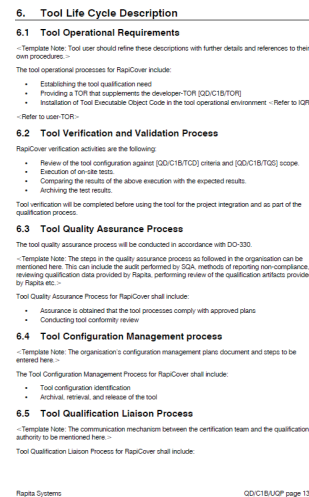 6. Tool Life Cycle Description
6.1 Tool Operational Requirements
<Template Note: Tool user should refine these descriptions with further details and references to their
own procedures.>
The tool operational processes for RapiCover include:
• Establishing the tool qualification need
• Providing a TOR that supplements the developer-TOR [QD/C1B/TOR]
• Installation of Tool Executable Object Code in the tool operational environment <Refer to IQR
<Refer to user-TOR>
6.2 Tool Verification and Validation Process
RapiCover verification activities are the following:
• Review of the tool configuration against [QD/C1B/TCD] criteria and [QD/C1B/TQS] scope.
• Execution of on-site tests.
• Comparing the results of the above execution with the expected results.
• Archiving the test results.
Tool verification will be completed before using the tool for the project integration and as part of the
qualification process.
6.3 Tool Quality Assurance Process
The tool quality assurance process will be conducted in accordance with DO-330.
<Template Note: The steps in the quality assurance process as followed in the organisation can be
mentioned here. This can include the audit performed by SQA, methods of reporting non-compliance,
reviewing qualification data provided by Rapita, performing review of the qualification artifacts provide
by Rapita etc.>
Tool Quality Assurance Process for RapiCover shall include:
• Assurance is obtained that the tool processes comply with approved plans
• Conducting tool conformity review
6.4 Tool Configuration Management process
<Template Note: The organisation's configuration management plans document and steps to be
entered here.>
The Tool Configuration Management Process for RapiCover shall include:
• Tool configuration identification
• Archival, retrieval, and release of the tool
6.5 Tool Qualification Liaison Process
<Template Note: The communication mechanism between the certification team and the qualification
authority to be mentioned here.>
Tool Qualification Liaison Process for RapiCover shall include:
Rapita Systems QD/C1B/UQP page 13